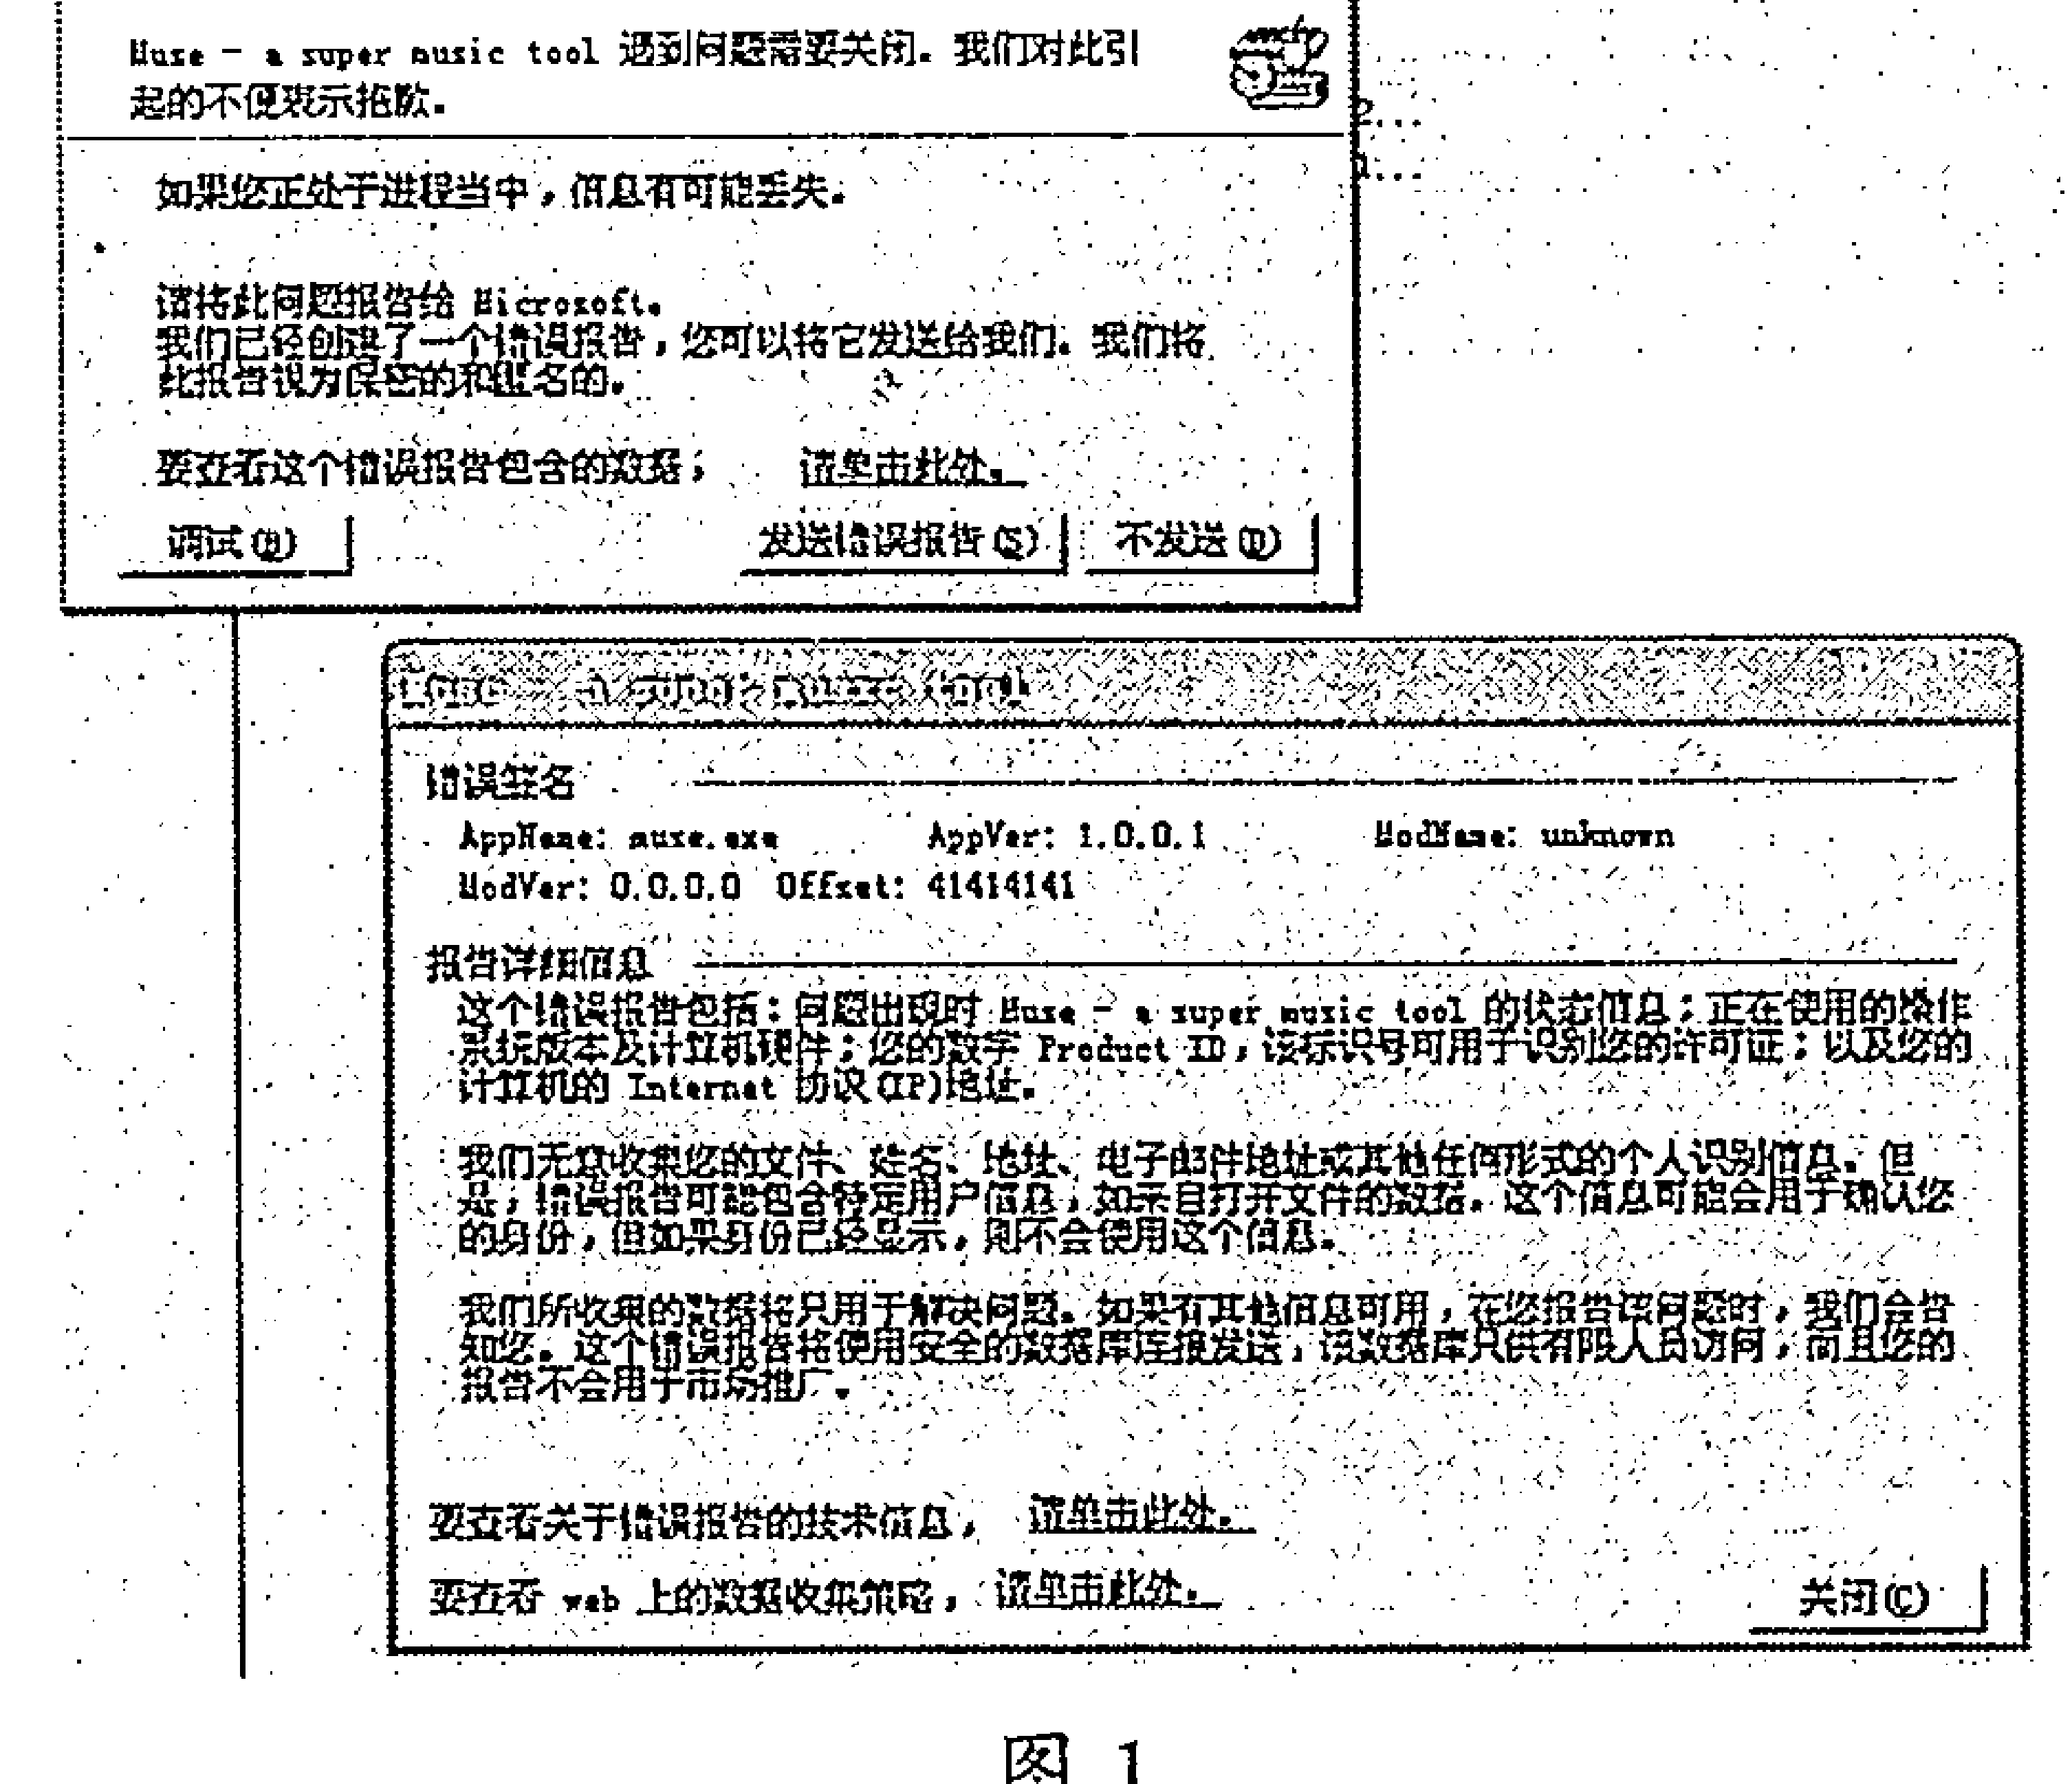 Muse - a super music tool 遇到问题需要关闭。我们对此引
起的不便表示抱歉。
如果您正处于进程当中，信息有可能丢失。
请将此问题报告给 Microsoft。
我们已经创建了一个错误报告，您可以将它发送给我们。我们将
此报告设为保密的和匿名的。
要查看这个错误报告包含的数据， 请单击此处。
调试(B) 发送错误报告(S) 不发送(D)
Muse - a super music tool
错误签名
AppName: muse.exe AppVer: 1.0.0.1 ModName: unknown
ModVer: 0.0.0.0 Offset: 41414141
报告详细信息
这个错误报告包括：问题出现时 Muse - a super music tool 的状态信息；正在使用的操作
系统版本及计算机硬件；您的数字 Product ID，该标识号可用于识别您的许可证；以及您的
计算机的 Internet 协议(IP)地址。
我们无意收集您的文件、姓名、地址、电子邮件地址或其他任何形式的个人识别信息。但
是，错误报告可能包含特定用户信息，如来自打开文件的数据。这个信息可能会用于确认您
的身份，但如果身份已经显示，则不会使用这个信息。
我们所收集的数据将只用于解决问题。如果有其他信息可用，在您报告该问题时，我们会告
知您。这个错误报告将使用安全的数据库连接发送，该数据库只供有限人员访问，而且您的
报告不会用于市场推广。
要查看关于错误报告的技术信息， 请单击此处。
要查看 web 上的数据收集策略， 请单击此处。
关闭(C)
图 1